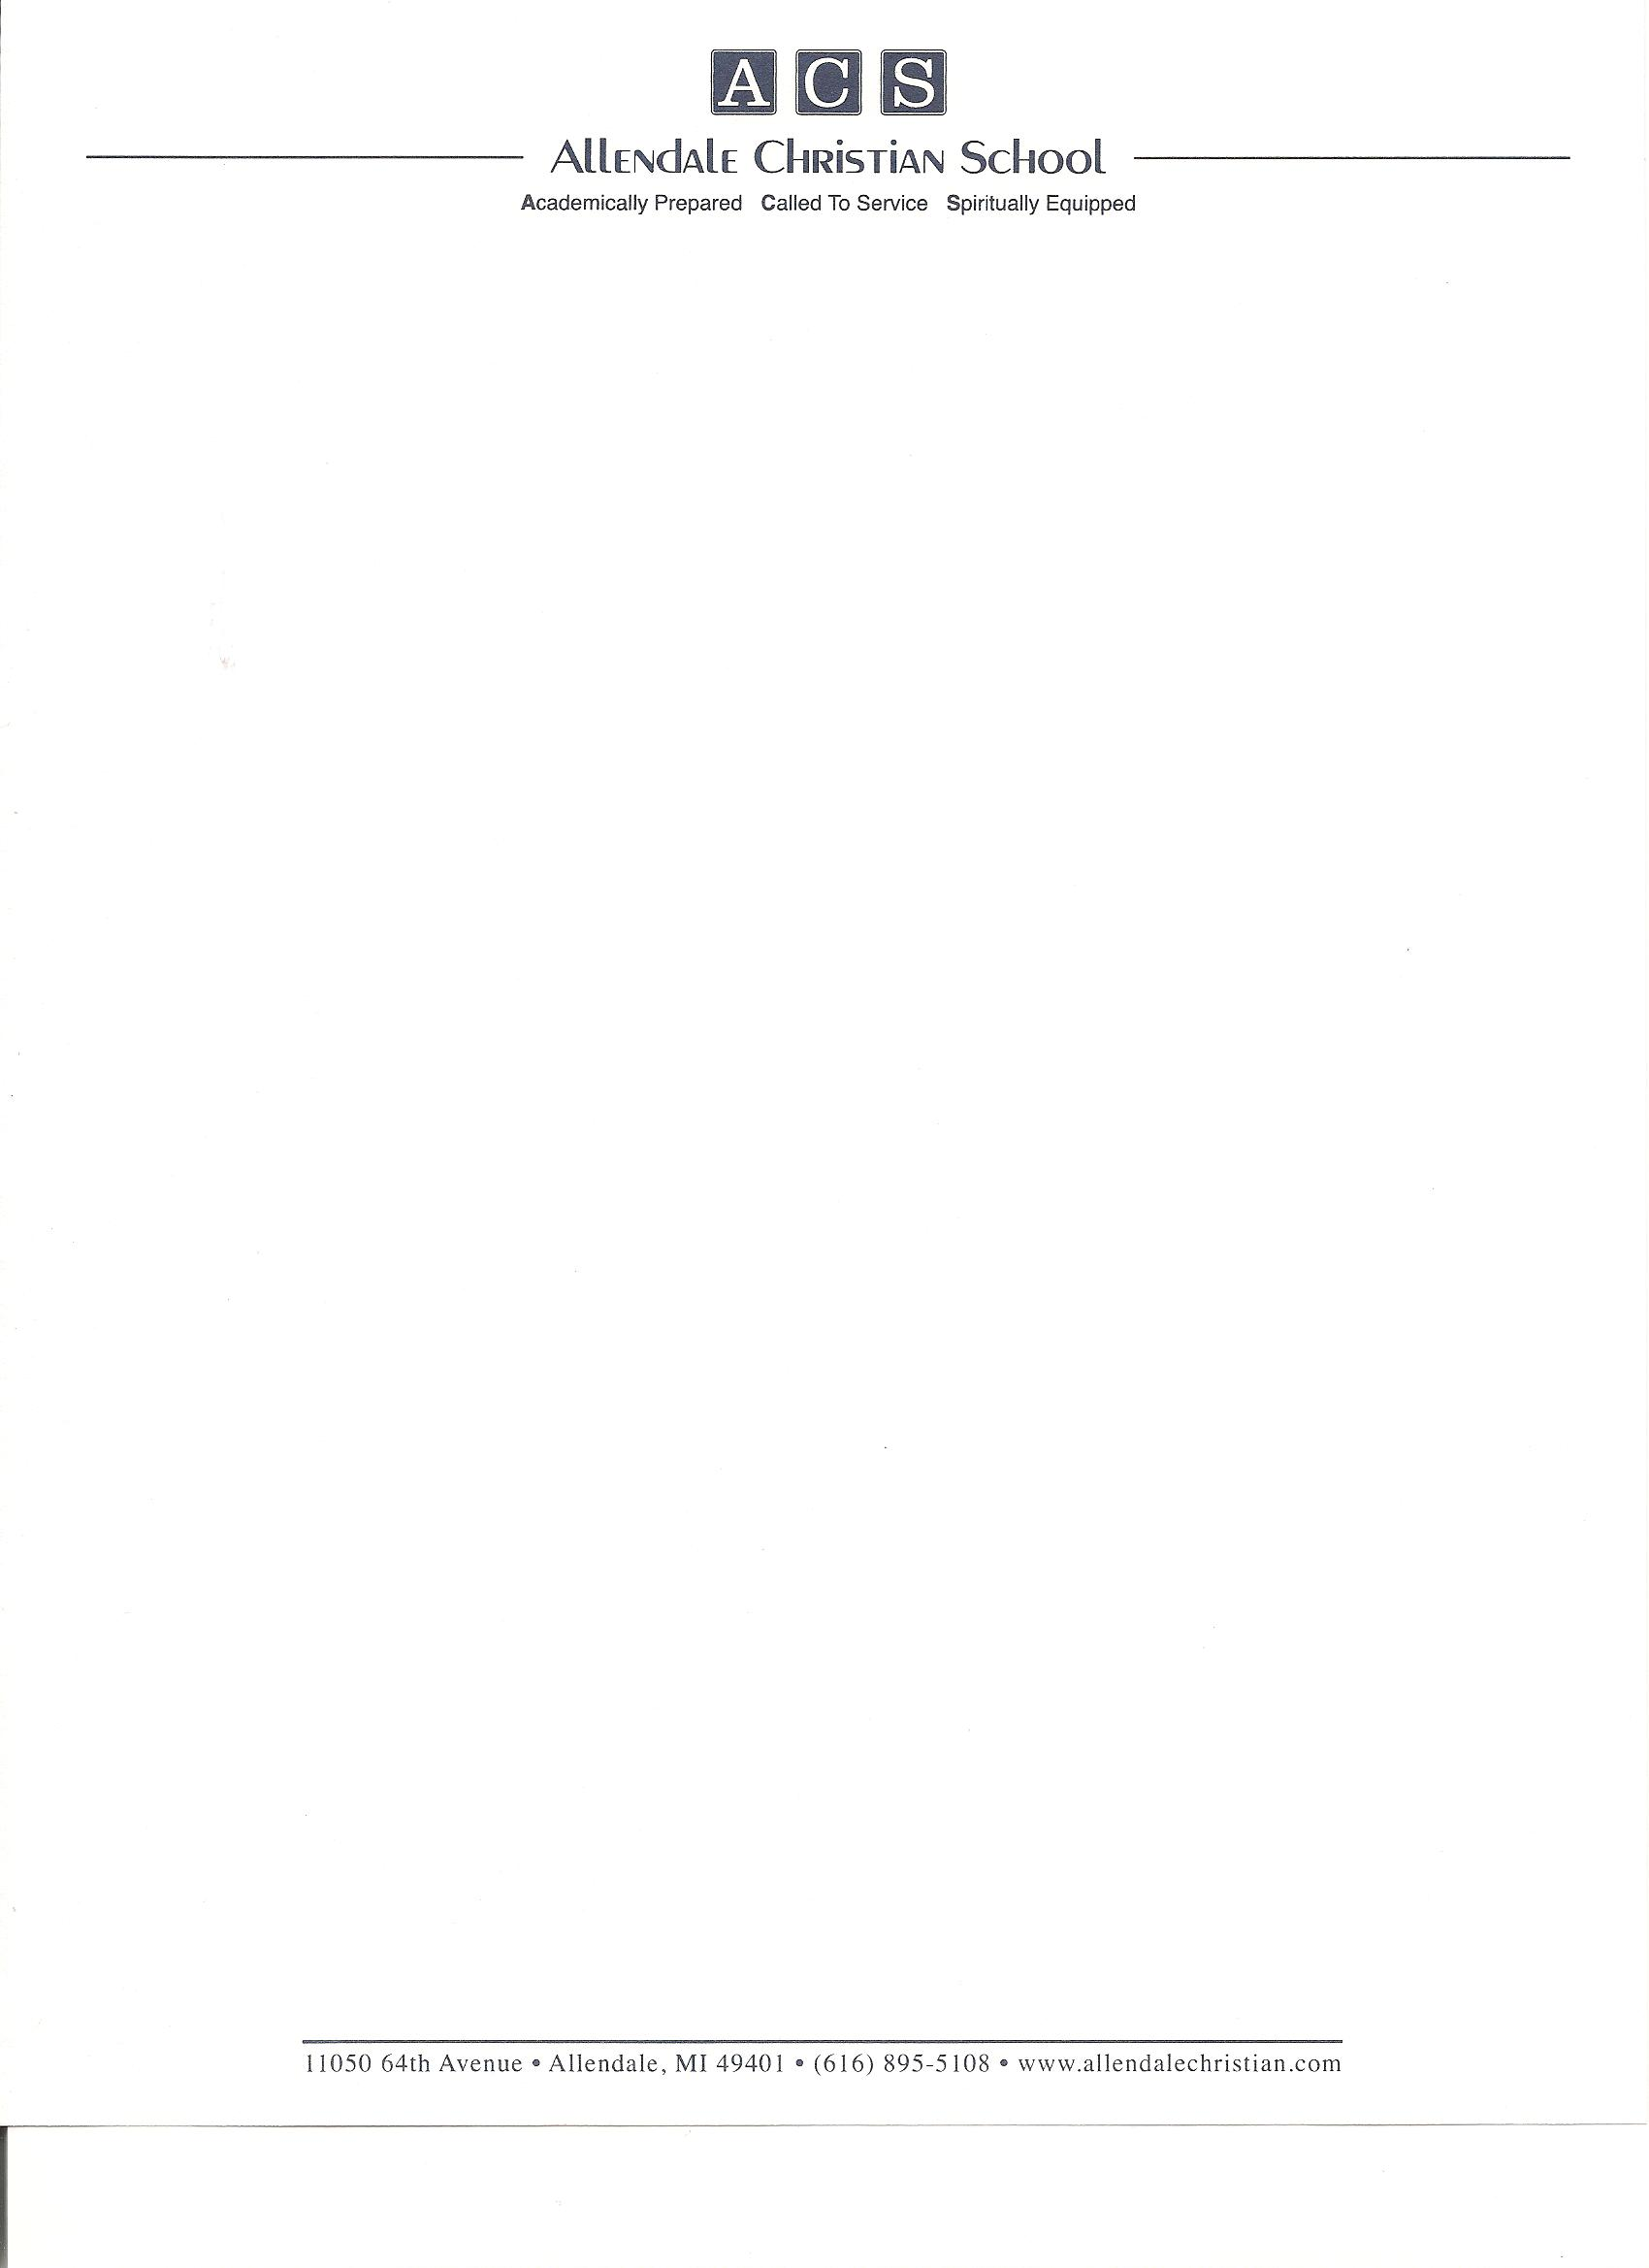 A C S
Allendale Christian School
Academically Prepared Called To Service Spiritually Equipped
11050 64th Avenue • Allendale, MI 49401 • (616) 895-5108 • www.allendalechristian.com